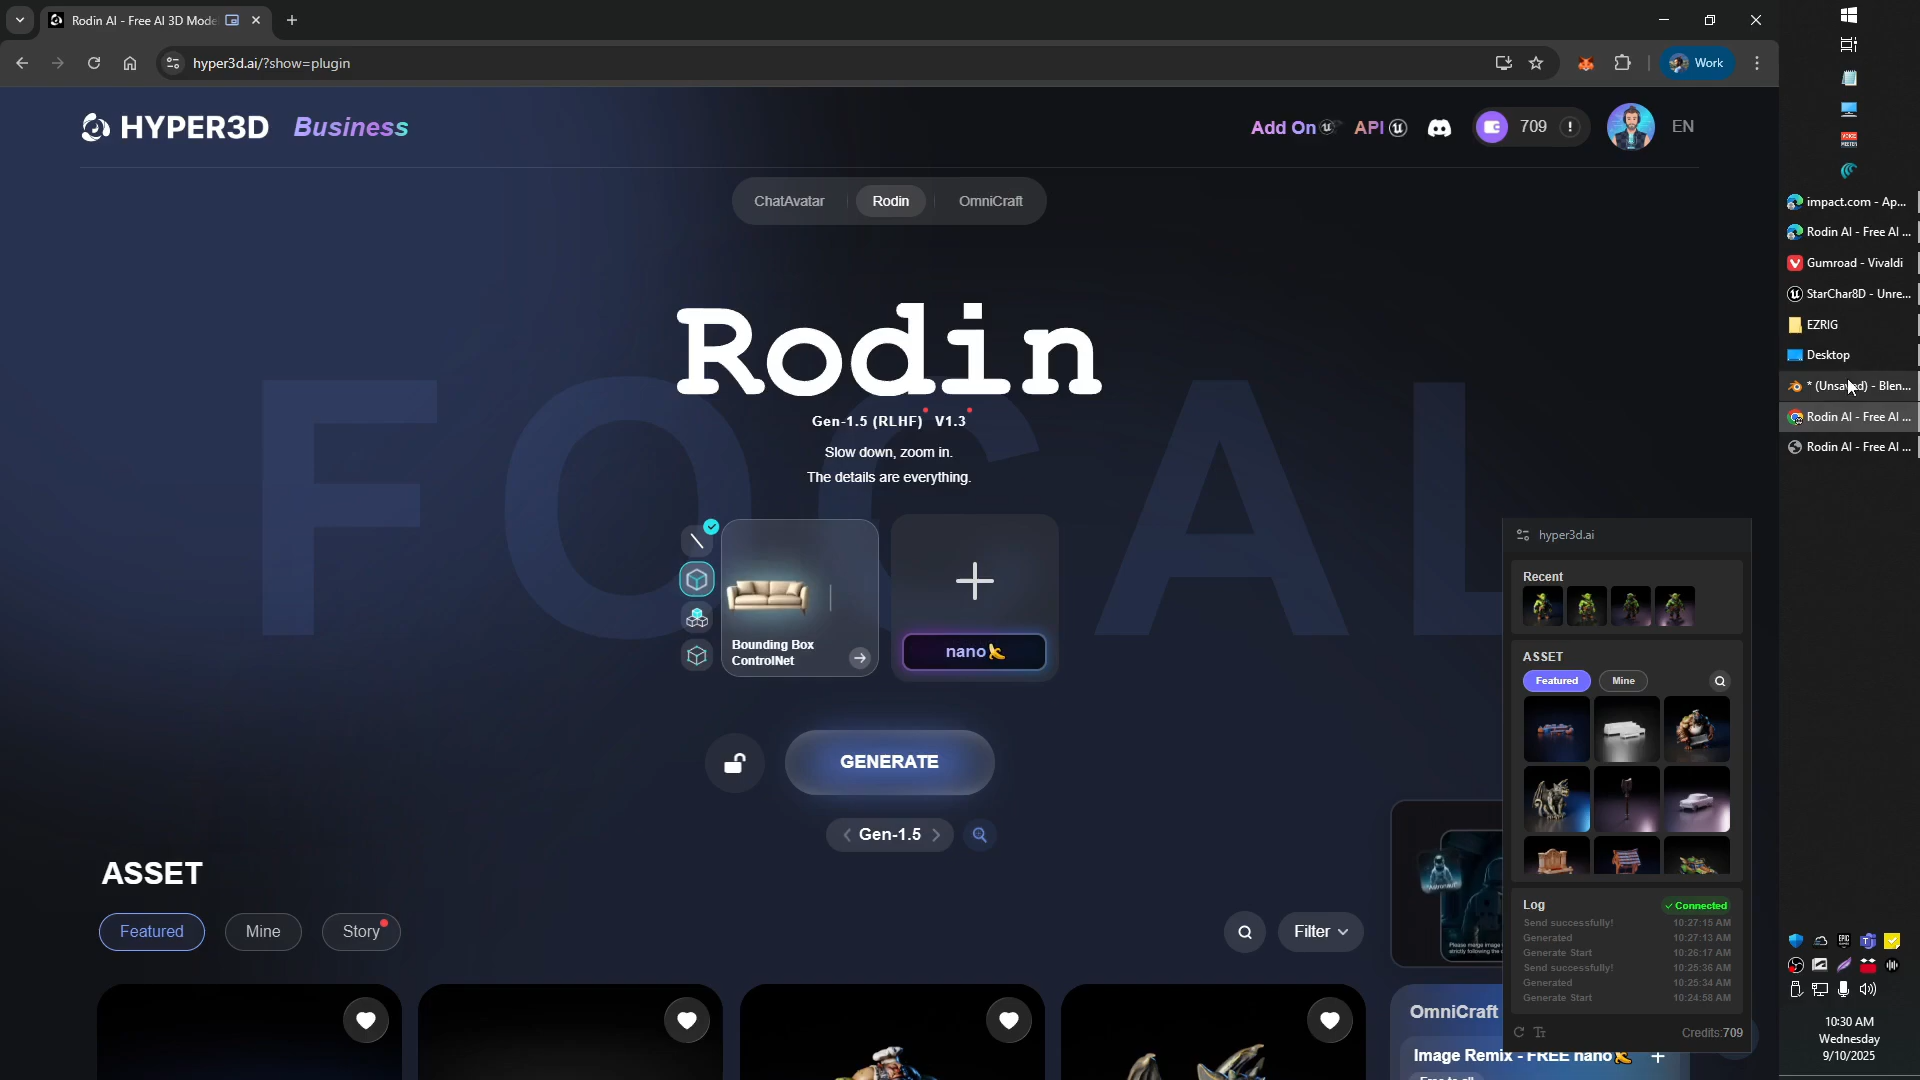 Rodin AI - Free AI 3D Mode
hyper3d.ai/?show=plugin
Work
HYPER3D Business
Add On
API
709
EN
ChatAvatar
Rodin
OmniCraft
FOCAL
Rodin
Gen-1.5 (RLHF) V1.3
Slow down, zoom in.
The details are everything.
Bounding Box
ControlNet
nano
GENERATE
Gen-1.5
ASSET
Featured
Mine
Story
Filter
OmniCraft
Image Remix - FREE nano
hyper3d.ai
Recent
ASSET
Featured
Mine
Log
Connected
Send successfully! 10:27:15 AM
Generated 10:27:13 AM
Generate Start 10:26:17 AM
Send successfully! 10:25:36 AM
Generated 10:25:34 AM
Generate Start 10:24:58 AM
Credits:709
impact.com - Ap...
Rodin AI - Free AI ...
Gumroad - Vivaldi
StarChar8D - Unre...
EZRIG
Desktop
* (Unsaved) - Blen...
Rodin AI - Free AI ...
Rodin AI - Free AI ...
10:30 AM
Wednesday
9/10/2025